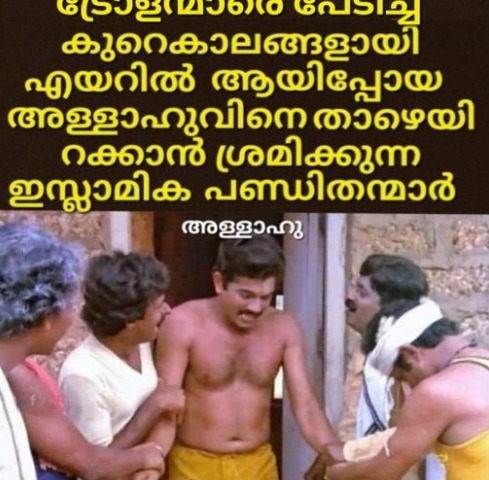 ട്രോളന്മാരെ പേടിച്ച്
കുറെകാലങ്ങളായി
എയറിൽ ആയിപ്പോയ
അള്ളാഹുവിനെ താഴെയി
റക്കാൻ ശ്രമിക്കുന്ന
ഇസ്ലാമിക പണ്ഡിതന്മാർ
അള്ളാഹു